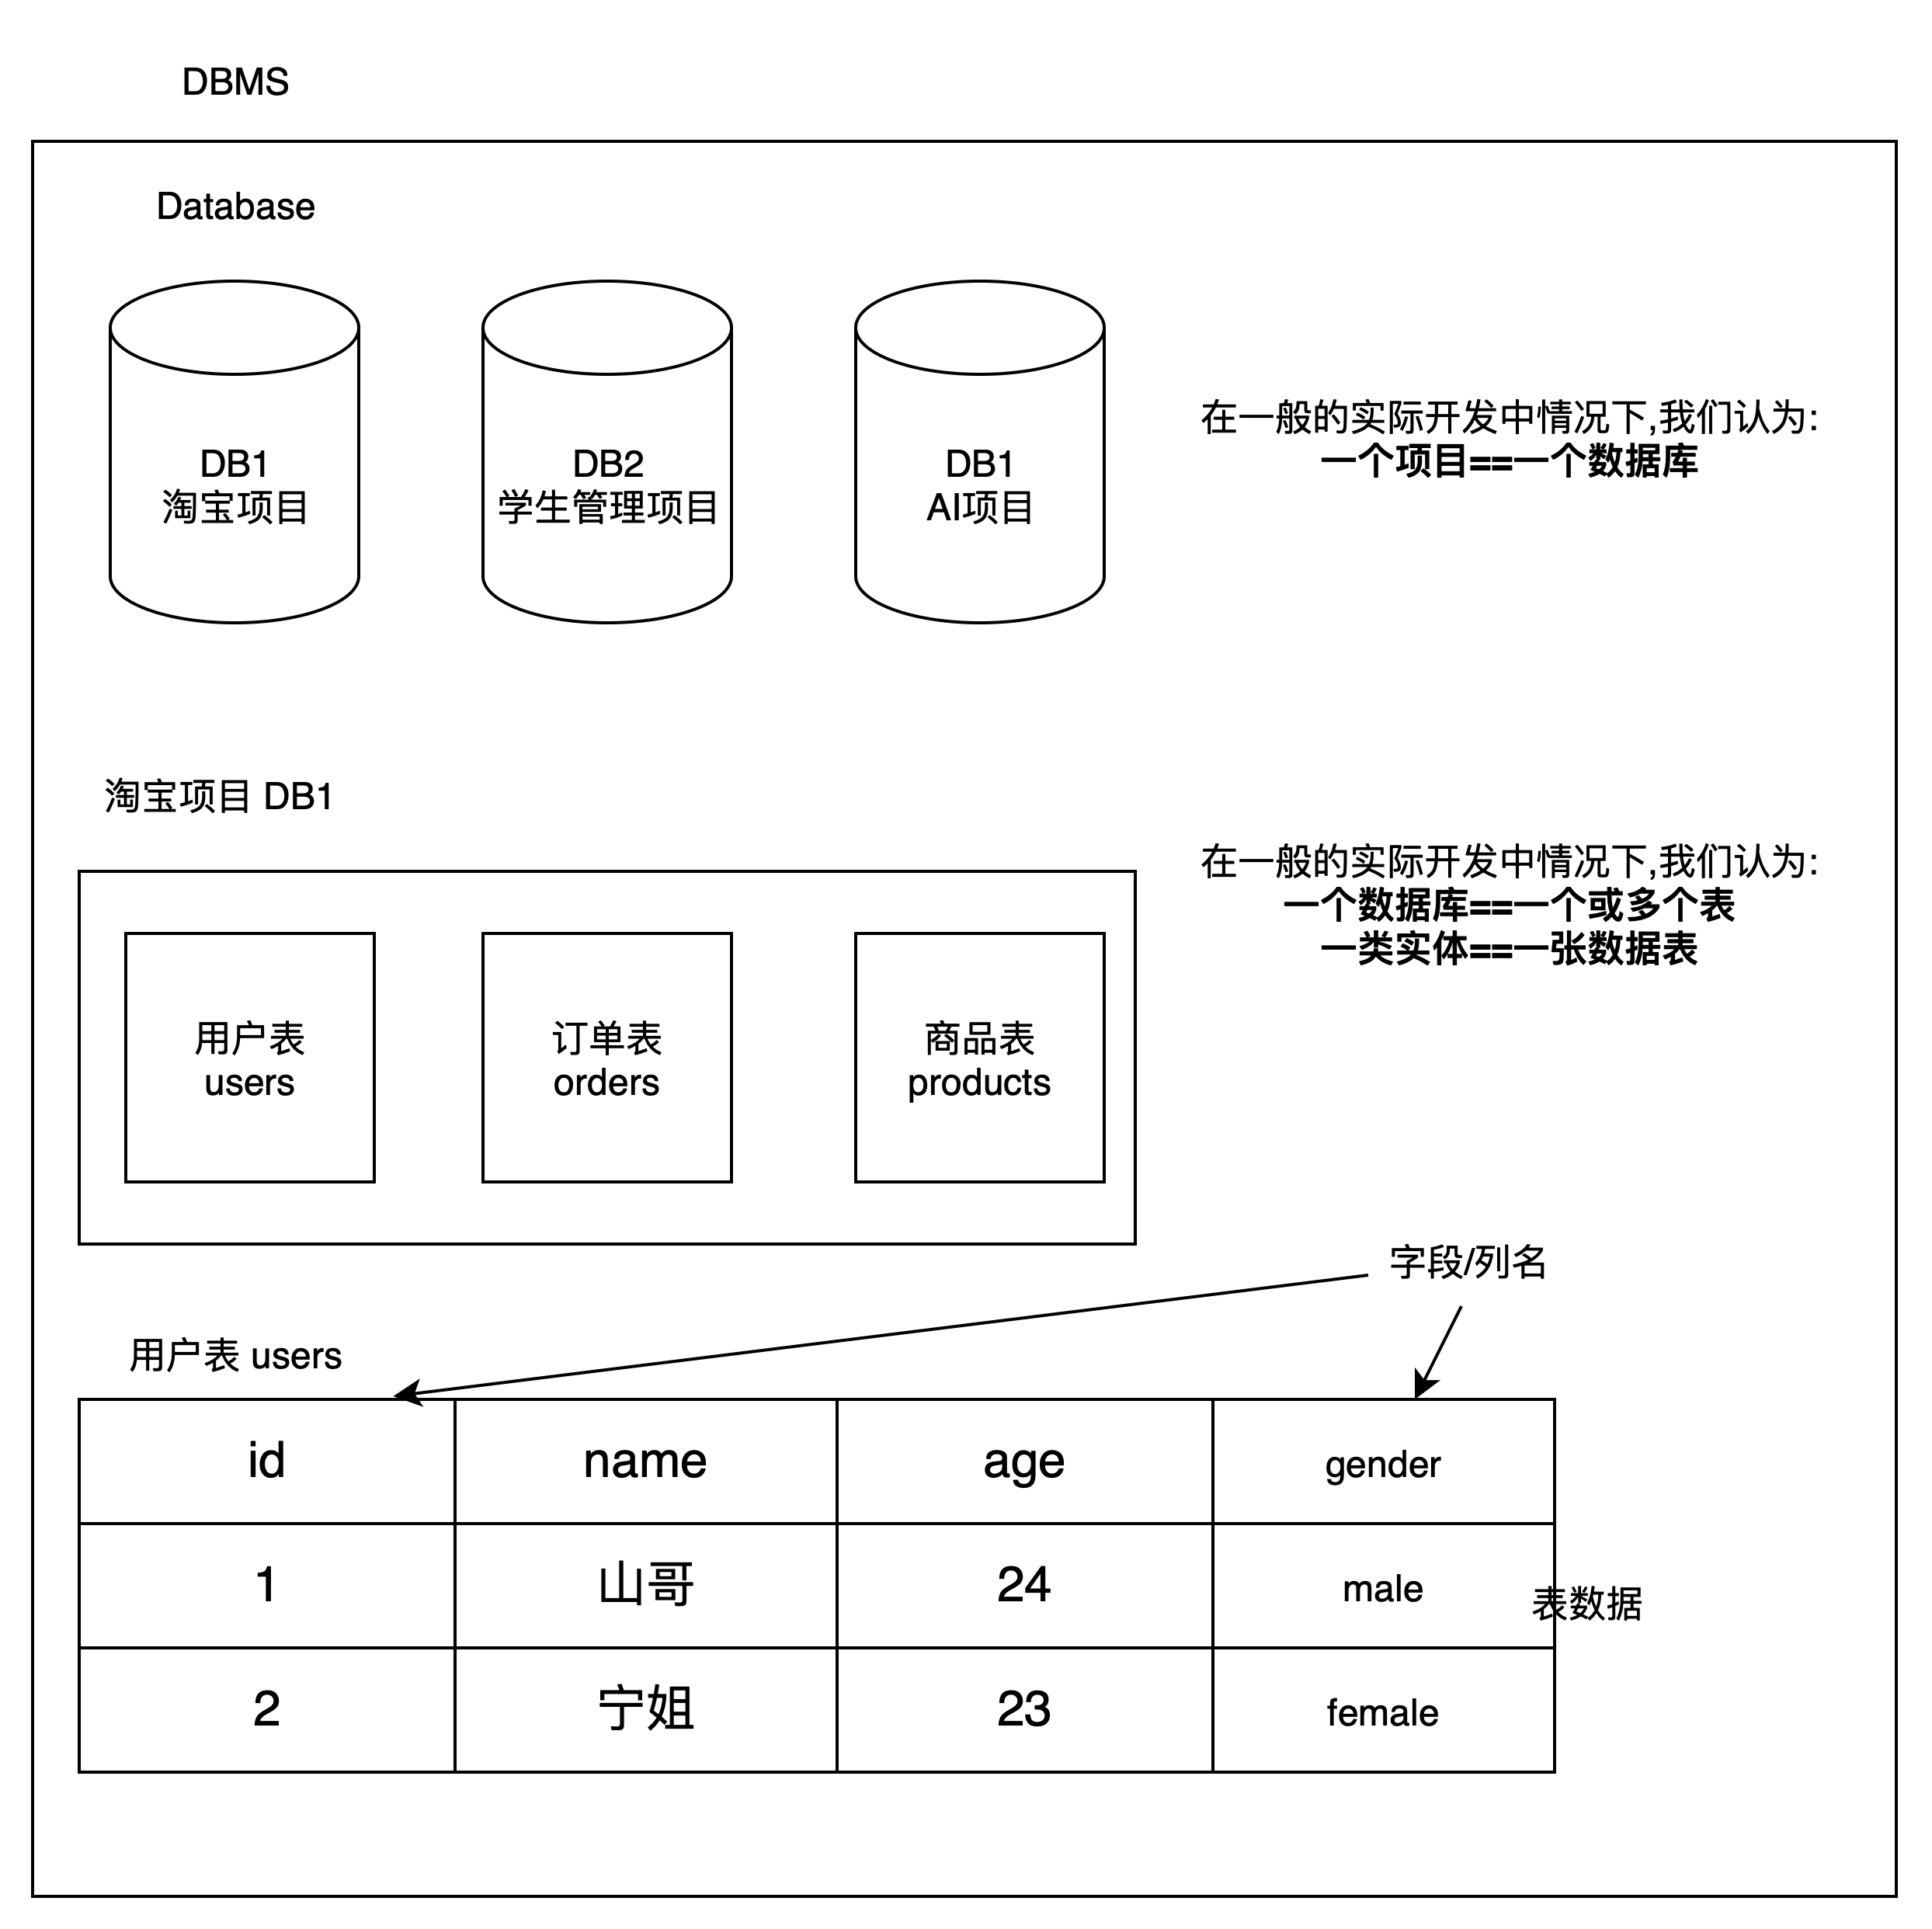 DBMS
Database
DB1
淘宝项目
DB2
学生管理项目
DB1
AI项目
在一般的实际开发中情况下,我们认为:
一个项目==一个数据库
淘宝项目 DB1
在一般的实际开发中情况下,我们认为:
一个数据库==一个或多个表
一类实体==一张数据表
用户表
users
订单表
orders
商品表
products
字段/列名
用户表 users
id name age gender
1 山哥 24 male
表数据
2 宁姐 23 female